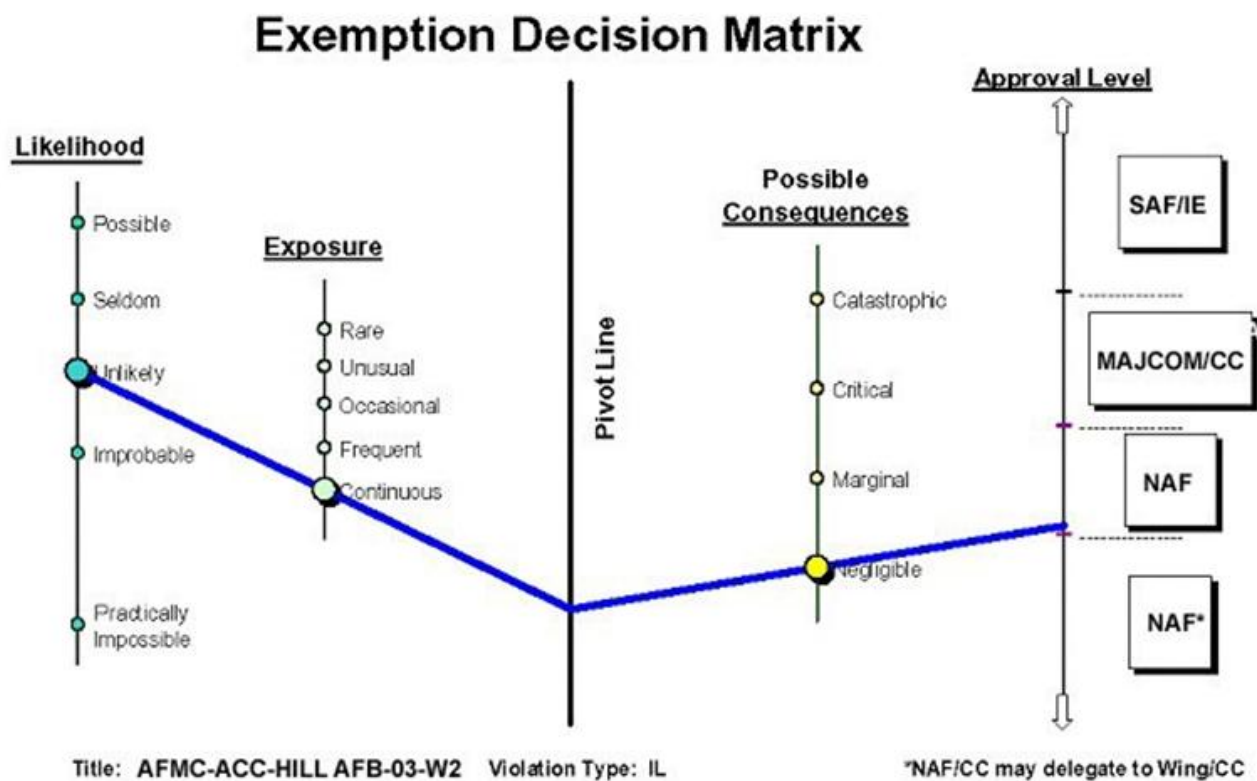 Exemption Decision Matrix
Likelihood
Possible
Seldom
Unlikely
Improbable
Practically
Impossible
Exposure
Rare
Unusual
Occasional
Frequent
Continuous
Pivot Line
Possible
Consequences
Catastrophic
Critical
Marginal
Negligible
Approval Level
SAF/IE
MAJCOM/CC
NAF
NAF*
Title: AFMC-ACC-HILL AFB-03-W2 Violation Type: IL
*NAF/CC may delegate to Wing/CC